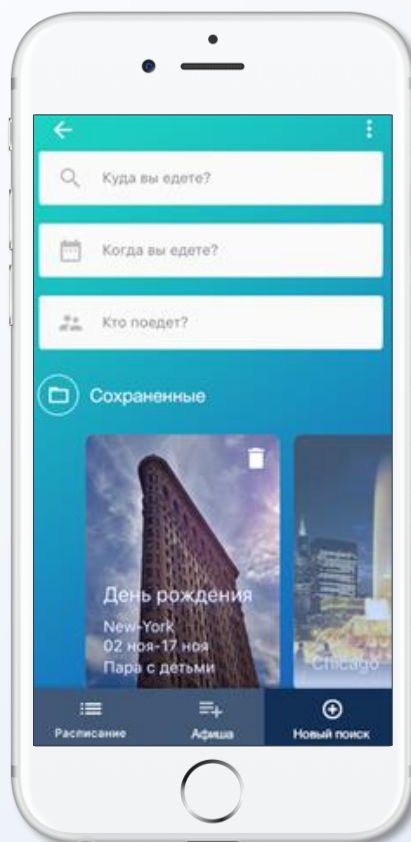 Куда вы едете?
Когда вы едете?
Кто поедет?
Сохраненные
День рождения
New-York
02 ноя-17 ноя
Пара с детьми
Chicago
Расписание
Афиша
Новый поиск